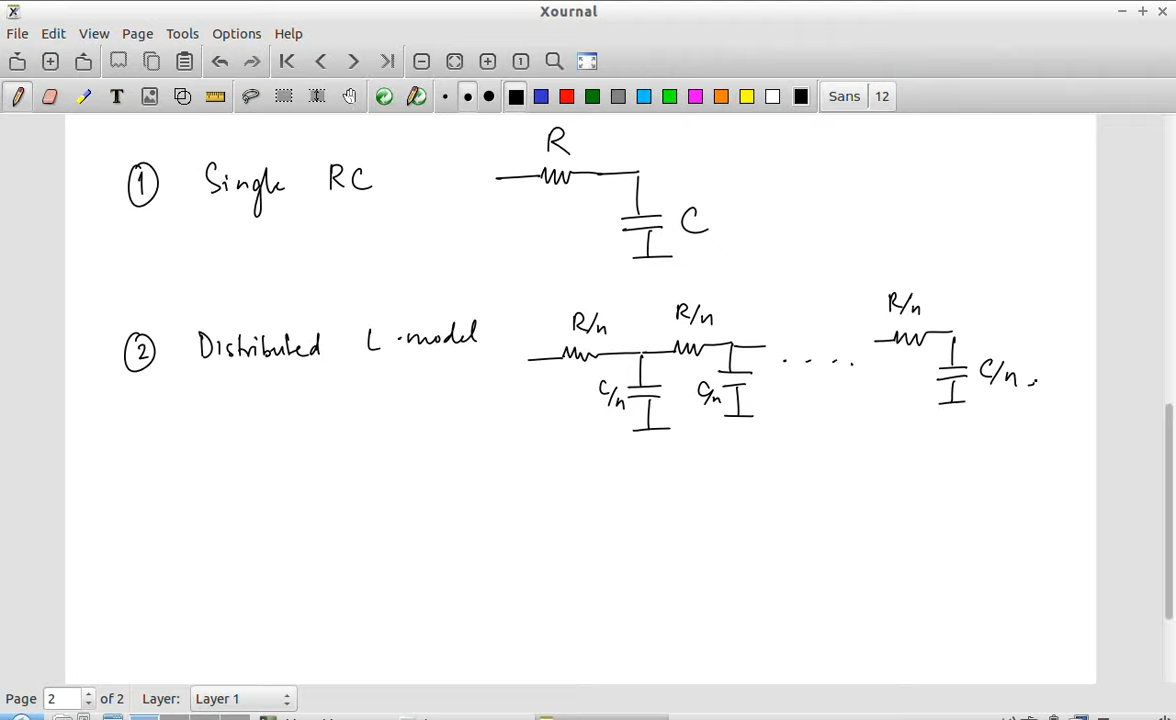 Xournal
File Edit View Page Tools Options Help
Sans 12
R
① Single RC
C
R/n R/n R/n
② Distributed L-model
C/n C/n C/n
Page 2 of 2 Layer: Layer 1